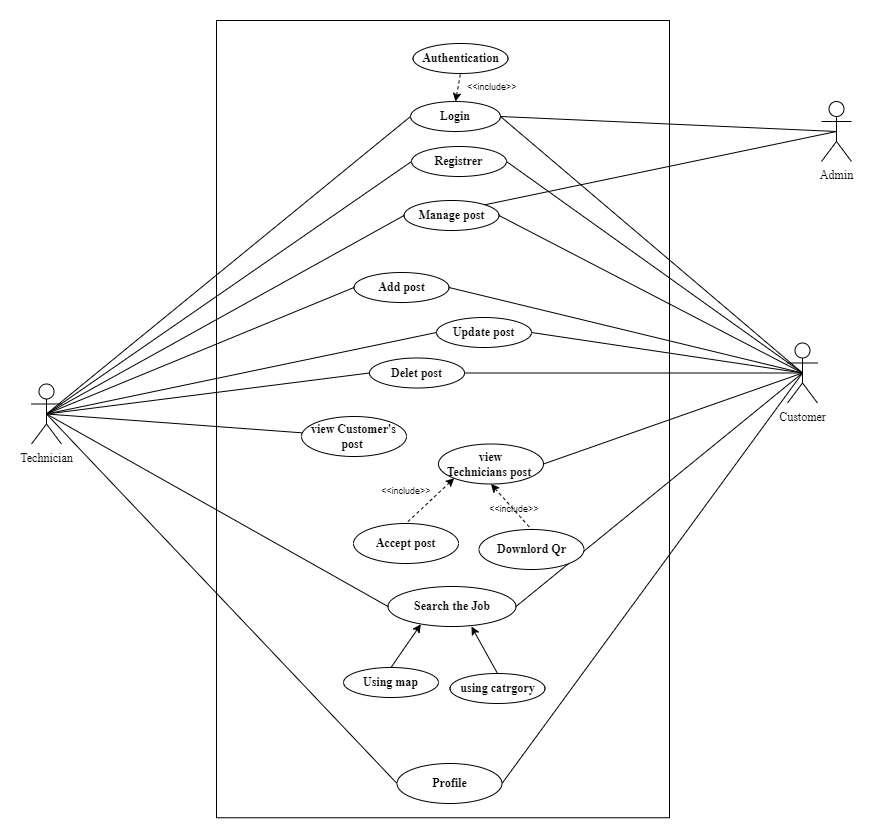 Authentication
<<include>>
Login
Registrer
Admin
Manage post
Add post
Update post
Delet post
Customer
view Customer's
post
Technician
view
Technicians post
<<include>>
<<include>>
Accept post
Downlord Qr
Search the Job
Using map
using catrgory
Profile